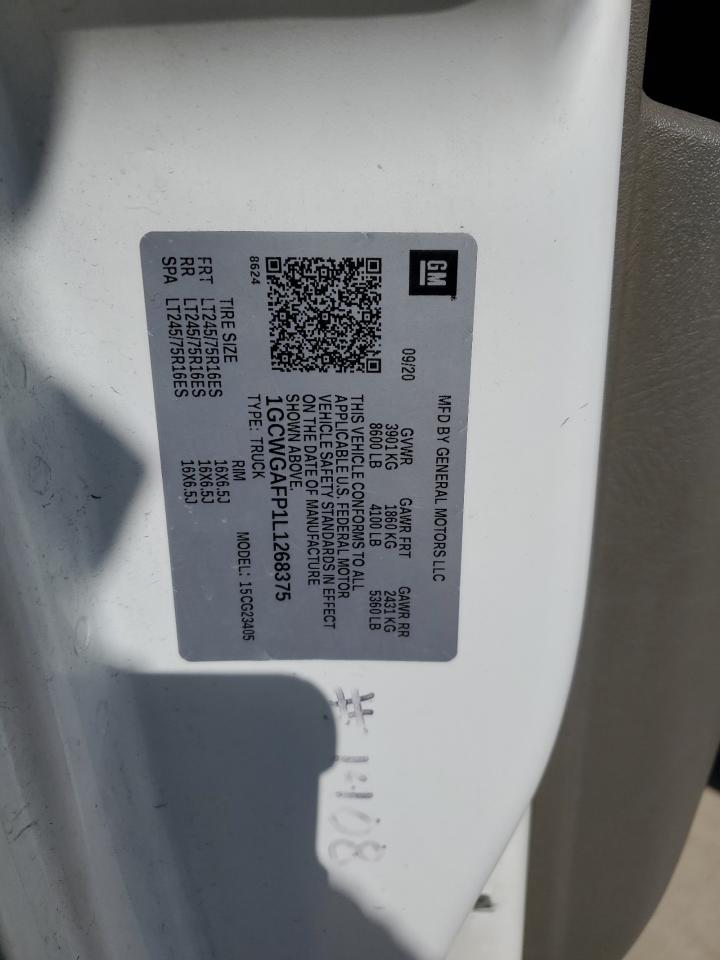 GM
MFD BY GENERAL MOTORS LLC
09/20
GVWR GAWR FRT GAWR RR
3901 KG 1860 KG 2431 KG
8600 LB 4100 LB 5360 LB
THIS VEHICLE CONFORMS TO ALL
APPLICABLE U.S. FEDERAL MOTOR
VEHICLE SAFETY STANDARDS IN EFFECT
ON THE DATE OF MANUFACTURE
SHOWN ABOVE.
1GCWGAFP1L1268375
8624
TYPE: TRUCK MODEL: 15CG23405
TIRE SIZE RIM
FRT LT245/75R16ES 16X6.5J
RR LT245/75R16ES 16X6.5J
SPA LT245/75R16ES 16X6.5J